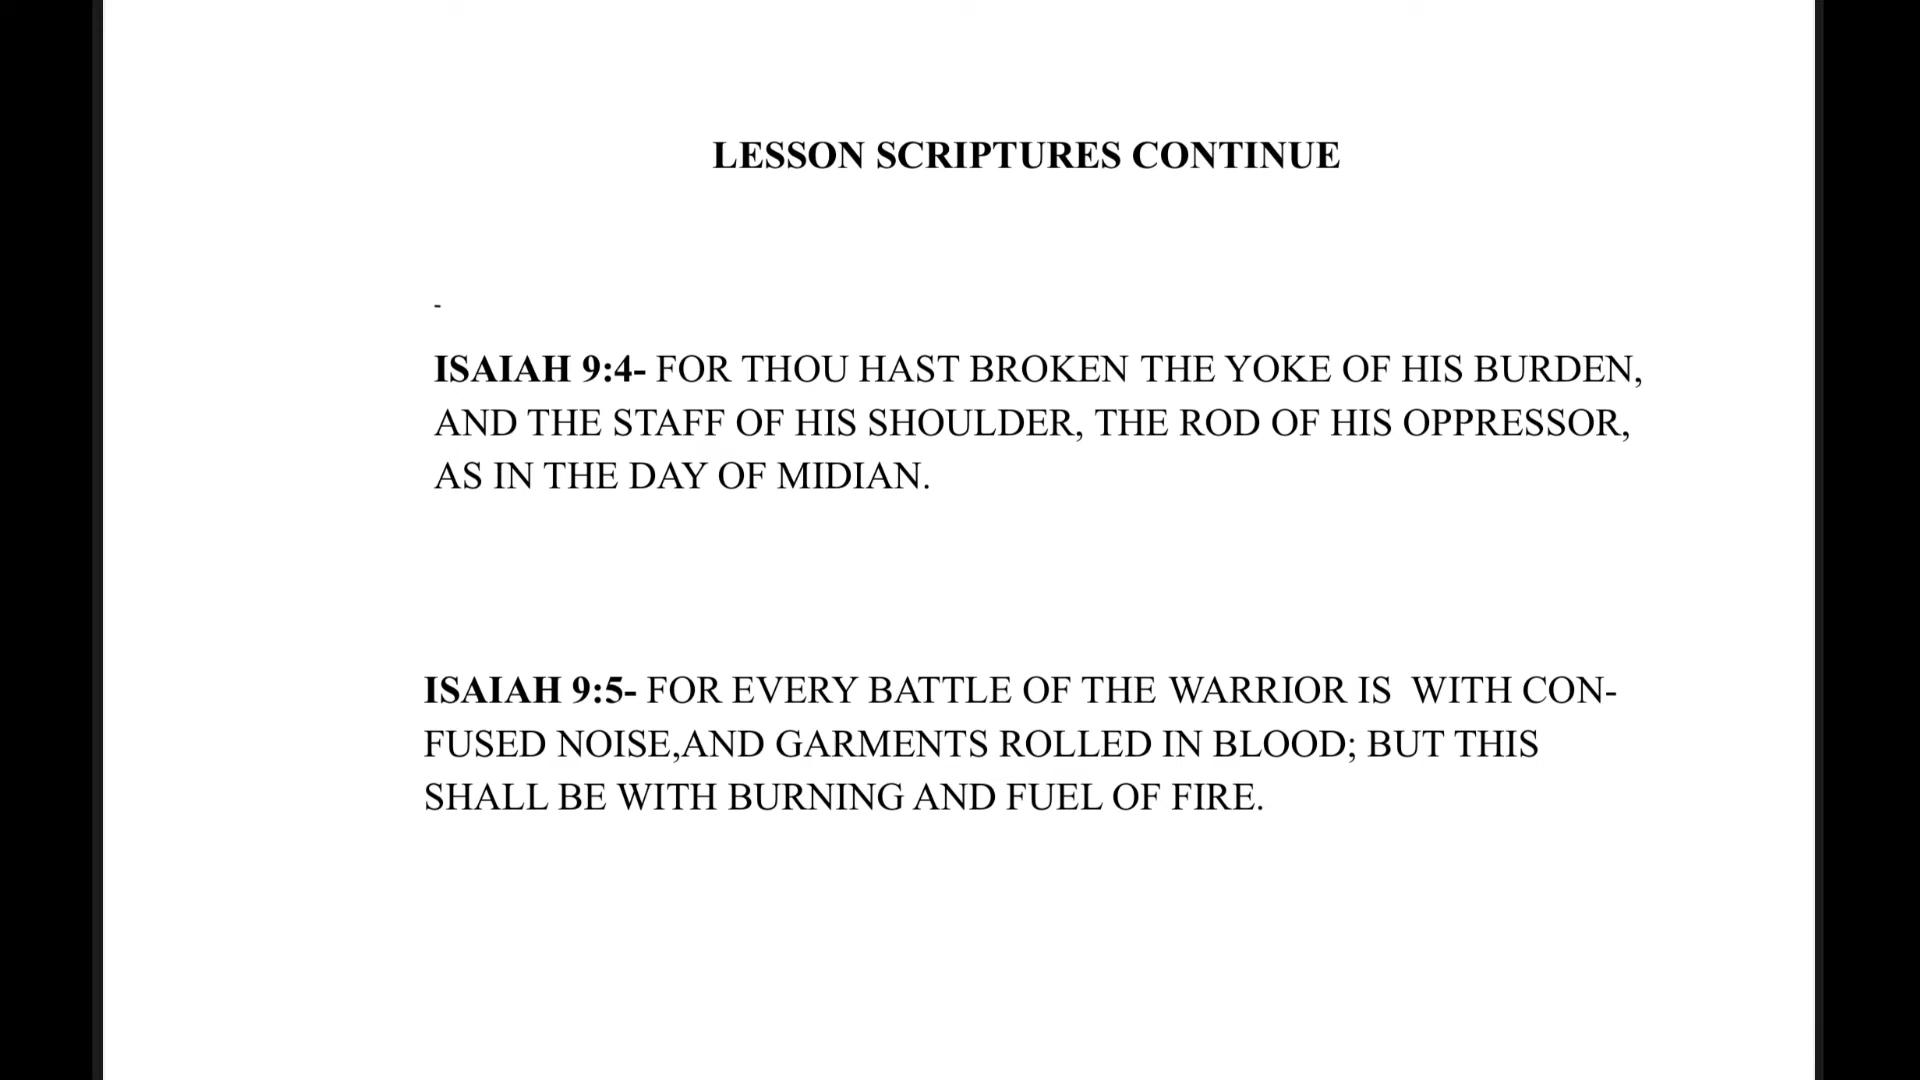 LESSON SCRIPTURES CONTINUE
-
ISAIAH 9:4- FOR THOU HAST BROKEN THE YOKE OF HIS BURDEN,
AND THE STAFF OF HIS SHOULDER, THE ROD OF HIS OPPRESSOR,
AS IN THE DAY OF MIDIAN.
ISAIAH 9:5- FOR EVERY BATTLE OF THE WARRIOR IS  WITH CON-
FUSED NOISE,AND GARMENTS ROLLED IN BLOOD; BUT THIS
SHALL BE WITH BURNING AND FUEL OF FIRE.